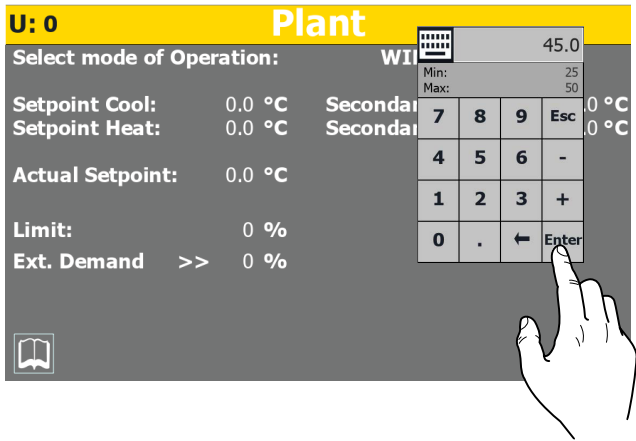 U: 0 Plant
Select mode of Operation: WI
Setpoint Cool: 0.0 °C Secondar .0 °C
Setpoint Heat: 0.0 °C Secondar .0 °C
Actual Setpoint: 0.0 °C
Limit: 0 %
Ext. Demand >> 0 %
45.0
Min: 25
Max: 50
7 8 9 Esc
4 5 6 -
1 2 3 +
0 . ← Enter